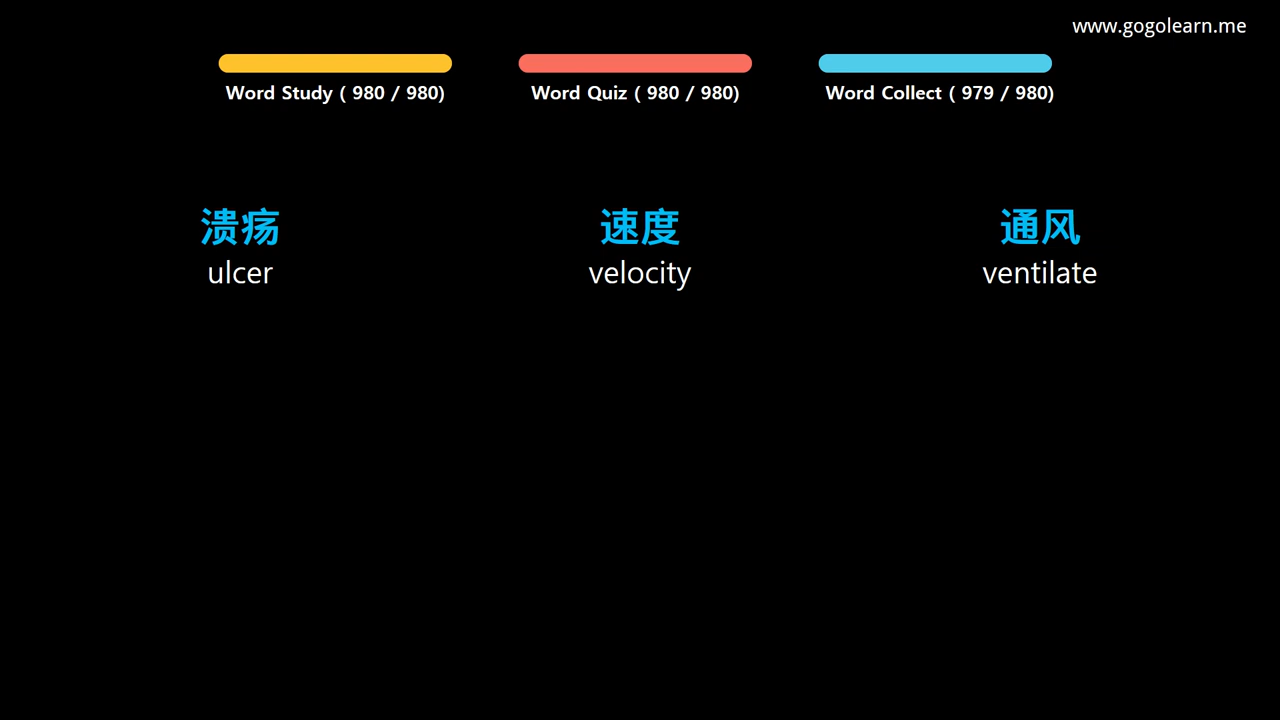 www.gogolearn.me
Word Study ( 980 / 980)
Word Quiz ( 980 / 980)
Word Collect ( 979 / 980)
溃疡
ulcer
速度
velocity
通风
ventilate